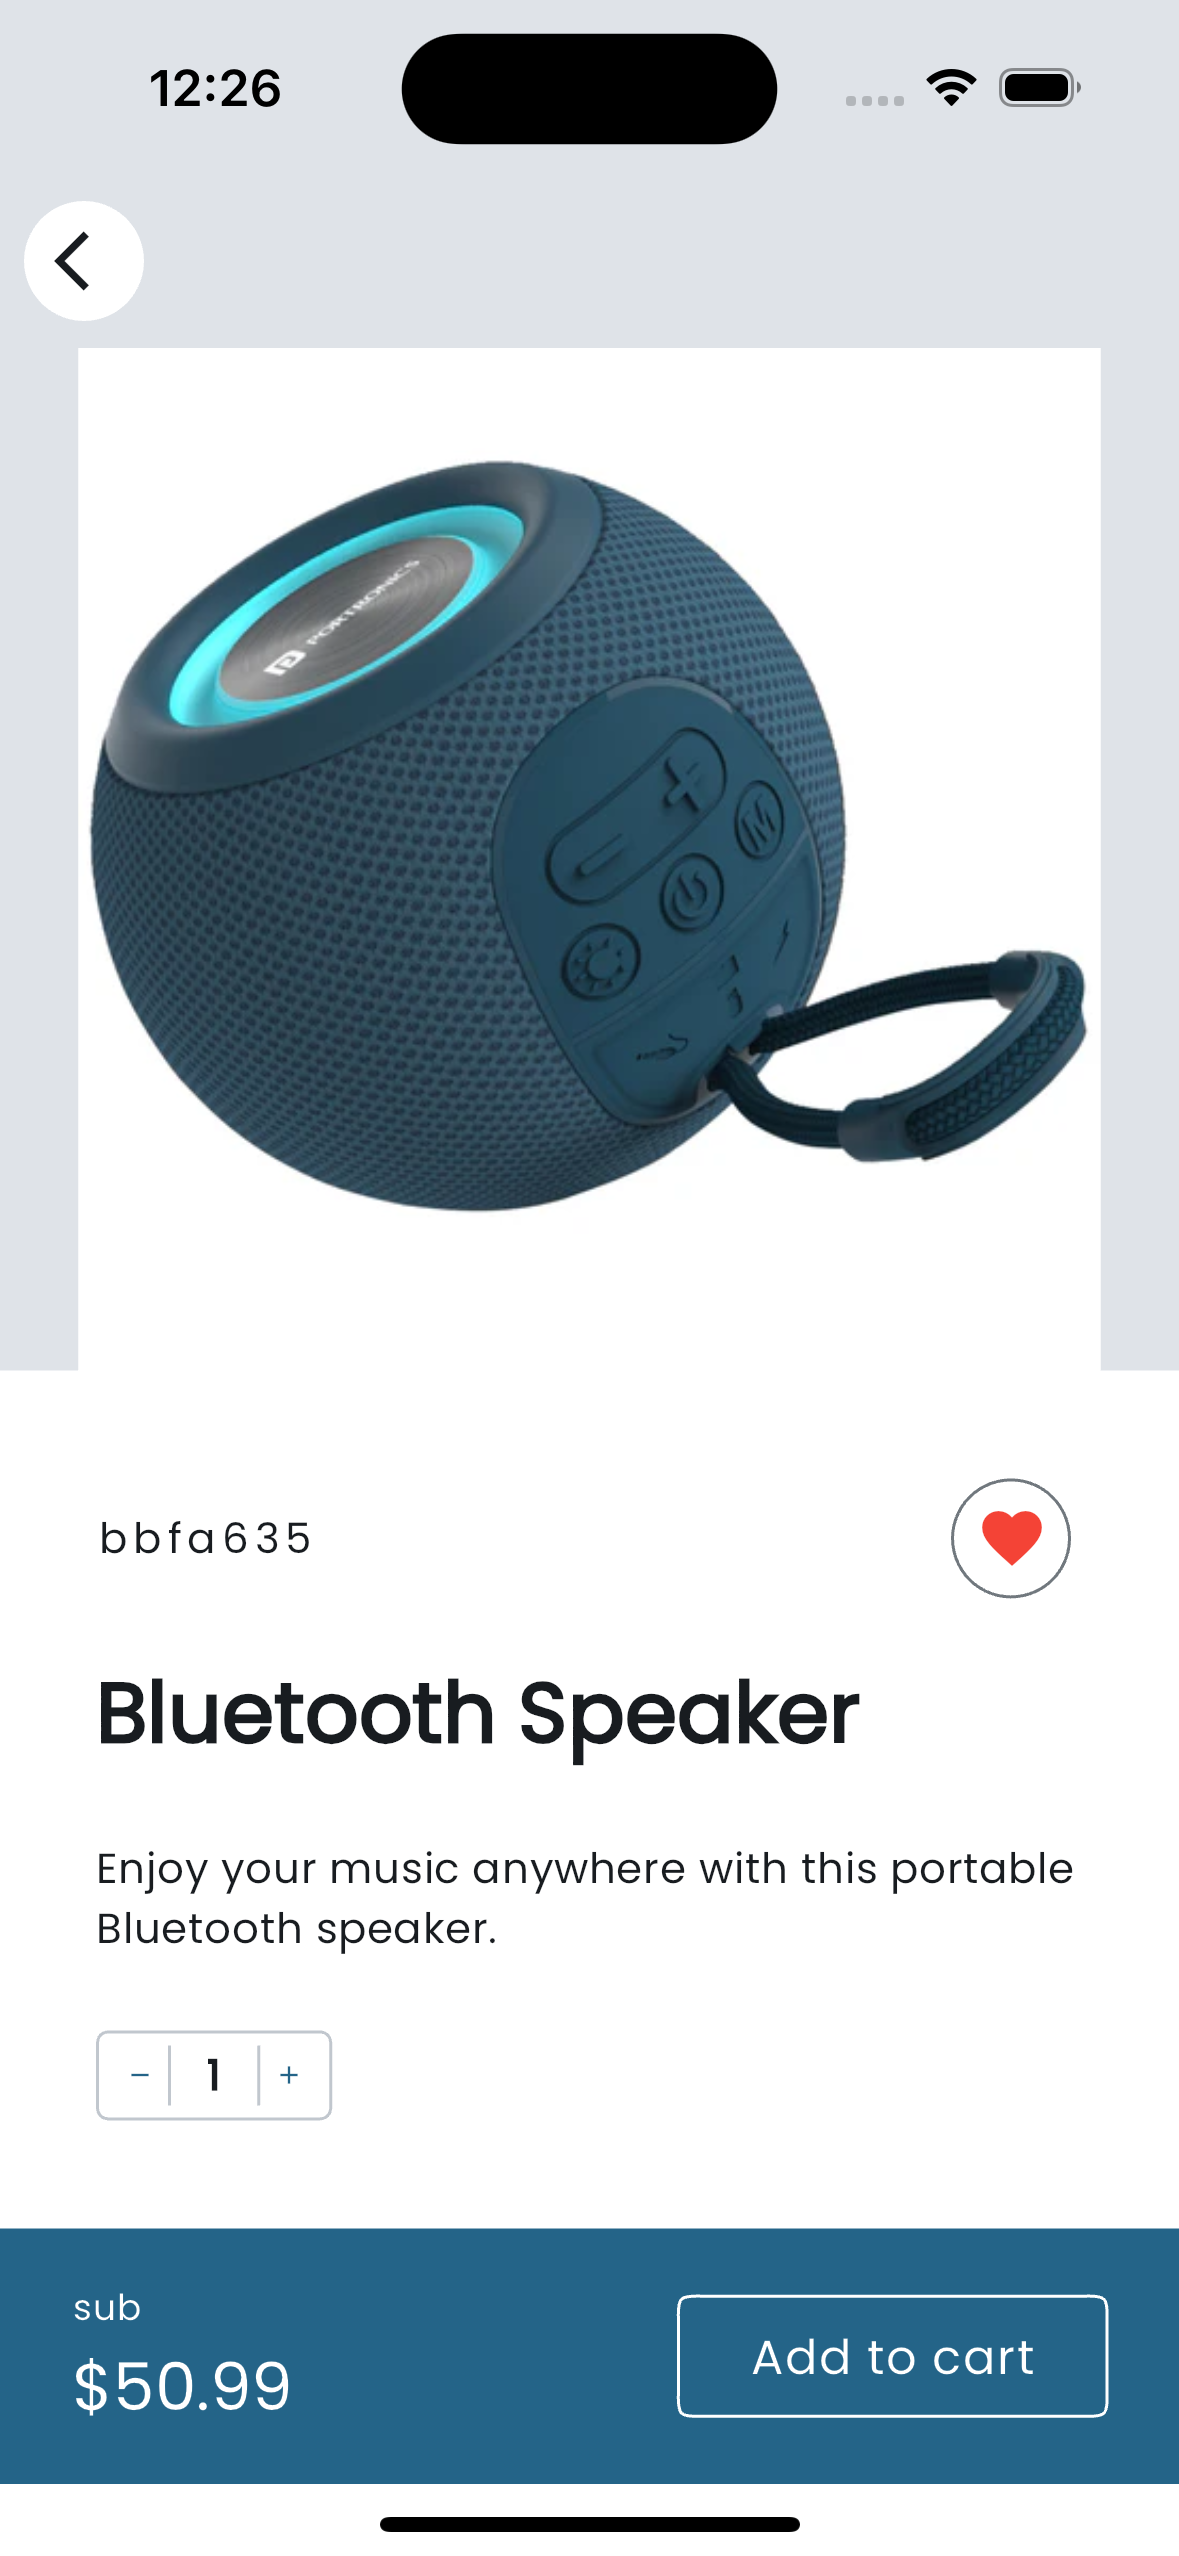 12:26
PORTRONICS
M
bbfa635
Bluetooth Speaker
Enjoy your music anywhere with this portable
Bluetooth speaker.
− 1 +
sub
$50.99
Add to cart